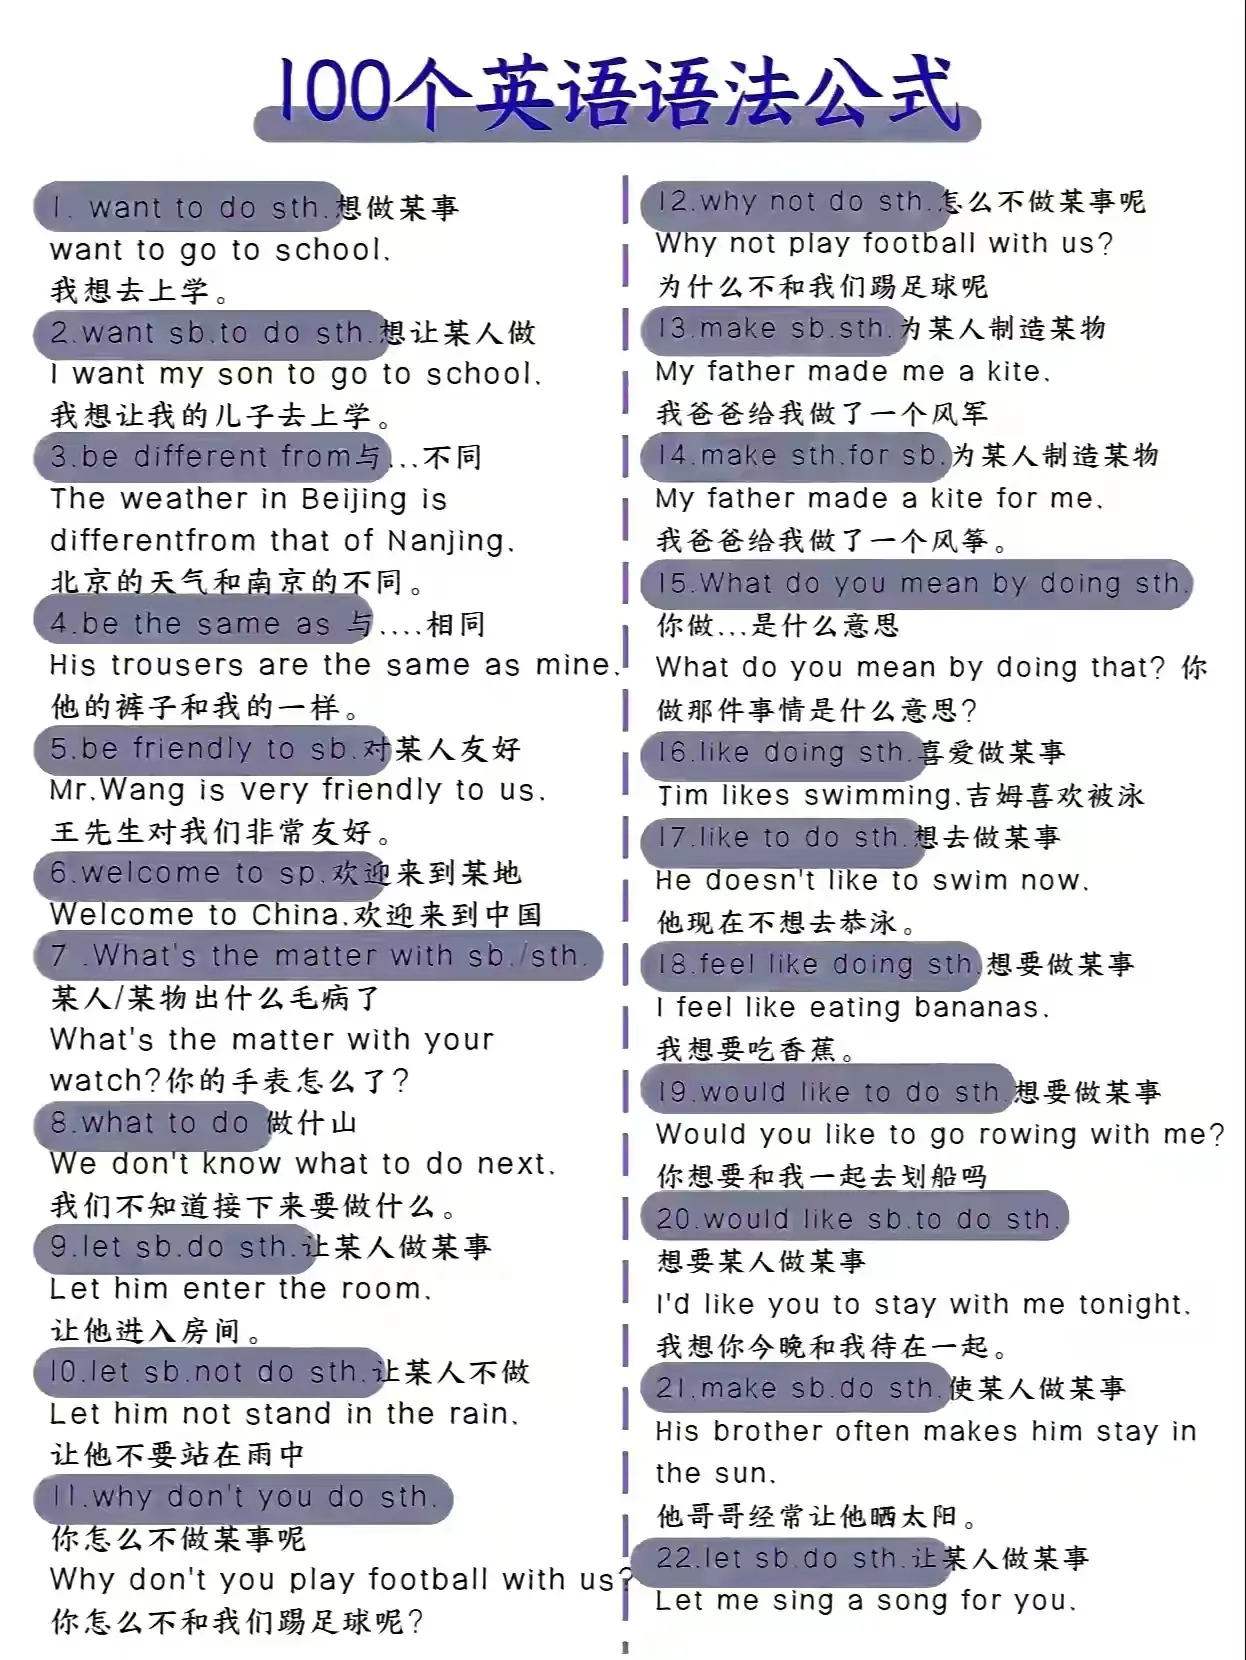 100个英语语法公式
1. want to do sth.想做某事
want to go to school.
我想去上学。
2.want sb.to do sth.想让某人做
I want my son to go to school.
我想让我的儿子去上学。
3.be different from与...不同
The weather in Beijing is
differentfrom that of Nanjing.
北京的天气和南京的不同。
4.be the same as 与....相同
His trousers are the same as mine.
他的裤子和我的一样。
5.be friendly to sb.对某人友好
Mr.Wang is very friendly to us.
王先生对我们非常友好。
6.welcome to sp.欢迎来到某地
Welcome to China.欢迎来到中国
7 .What's the matter with sb./sth.
某人/某物出什么毛病了
What's the matter with your
watch?你的手表怎么了?
8.what to do 做什山
We don't know what to do next.
我们不知道接下来要做什么。
9.let sb.do sth.让某人做某事
Let him enter the room.
让他进入房间。
10.let sb.not do sth.让某人不做
Let him not stand in the rain.
让他不要站在雨中
11.why don't you do sth.
你怎么不做某事呢
Why don't you play football with us?
你怎么不和我们踢足球呢?
12.why not do sth.怎么不做某事呢
Why not play football with us?
为什么不和我们踢足球呢
13.make sb.sth.为某人制造某物
My father made me a kite.
我爸爸给我做了一个风军
14.make sth.for sb.为某人制造某物
My father made a kite for me.
我爸爸给我做了一个风筝。
15.What do you mean by doing sth.
你做...是什么意思
What do you mean by doing that? 你
做那件事情是什么意思?
16.like doing sth.喜爱做某事
Jim likes swimming.吉姆喜欢被泳
17.like to do sth.想去做某事
He doesn't like to swim now.
他现在不想去恭泳。
18.feel like doing sth.想要做某事
I feel like eating bananas.
我想要吃香蕉。
19.would like to do sth.想要做某事
Would you like to go rowing with me?
你想要和我一起去划船吗
20.would like sb.to do sth.
想要某人做某事
I'd like you to stay with me tonight.
我想你今晚和我待在一起。
21.make sb.do sth.使某人做某事
His brother often makes him stay in
the sun.
他哥哥经常让他晒太阳。
22.let sb.do sth.让某人做某事
Let me sing a song for you.